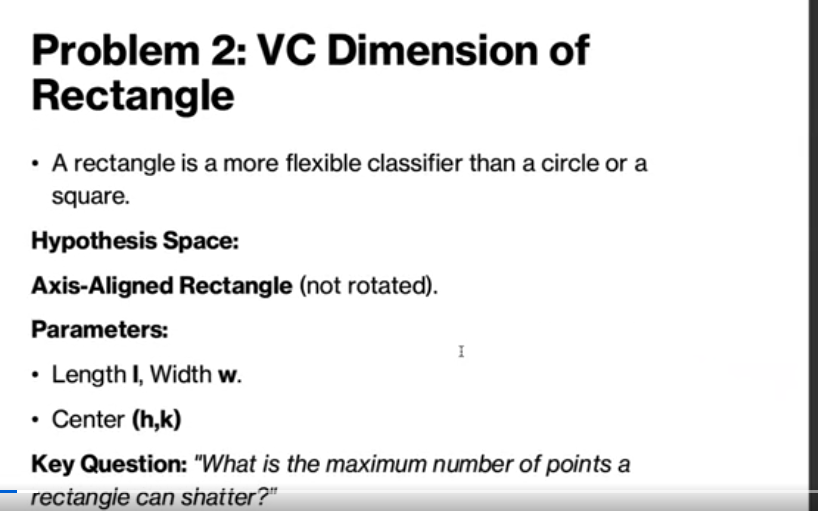 Problem 2: VC Dimension of
Rectangle
• A rectangle is a more flexible classifier than a circle or a
square.
Hypothesis Space:
Axis-Aligned Rectangle (not rotated).
Parameters:
• Length l, Width w.
• Center (h,k)
Key Question: "What is the maximum number of points a
rectangle can shatter?"